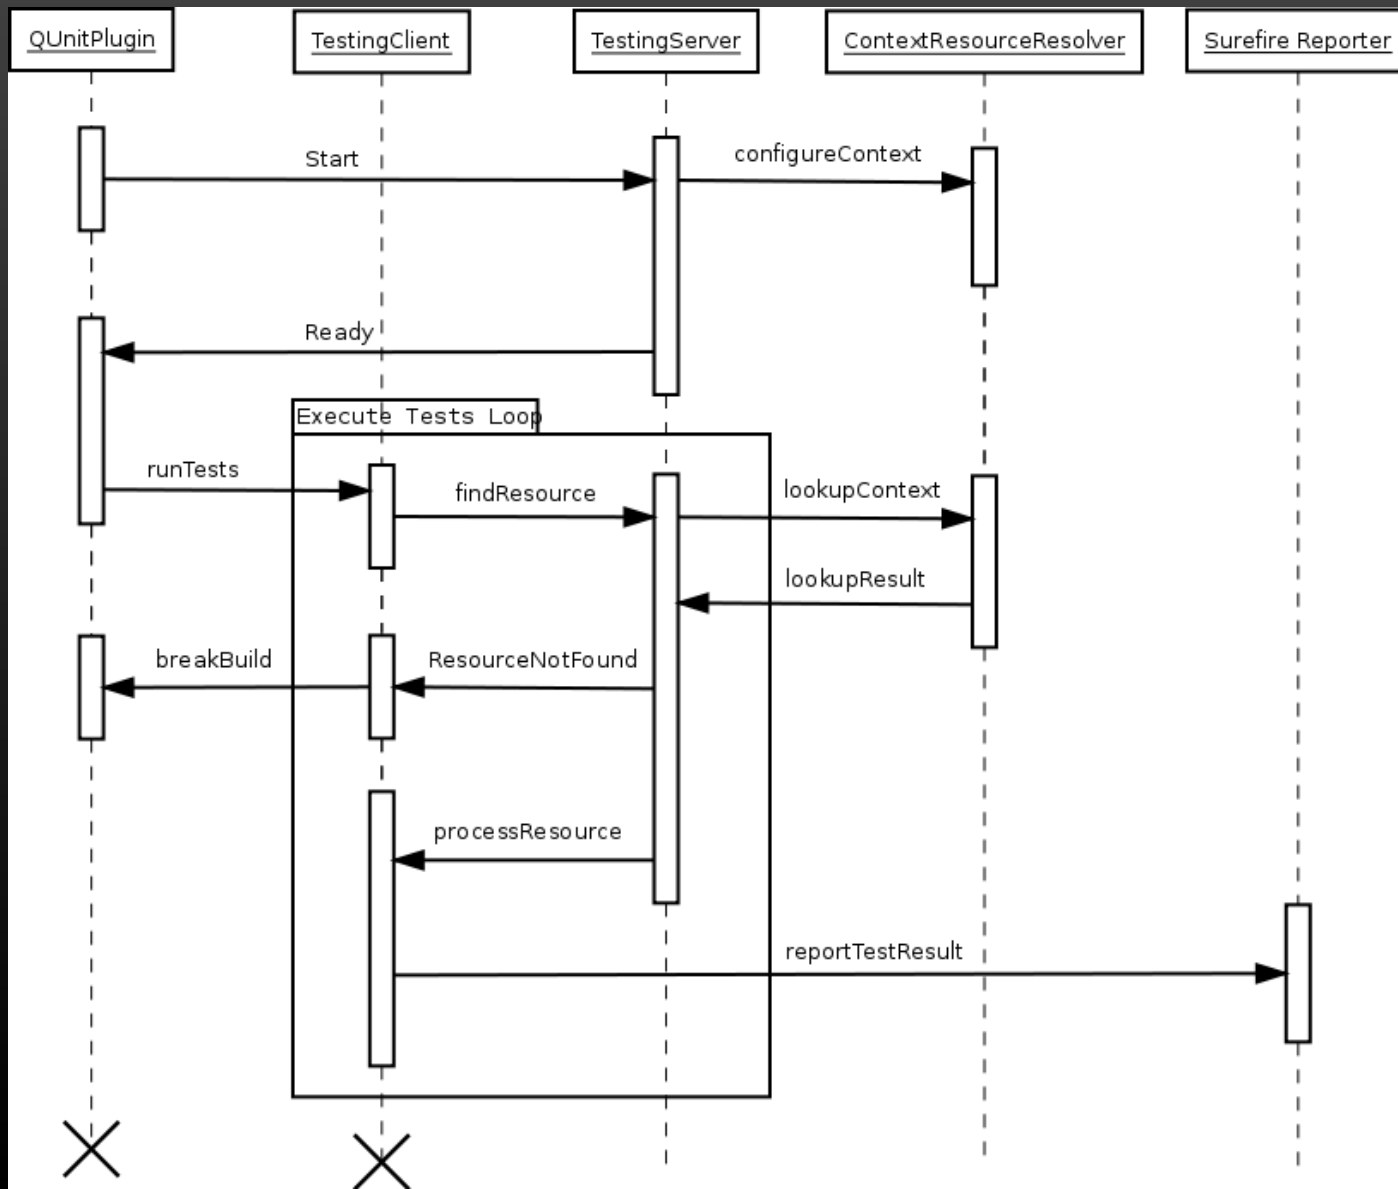 QUnitPlugin
TestingClient
TestingServer
ContextResourceResolver
Surefire Reporter
Start
configureContext
Ready
Execute Tests Loop
runTests
findResource
lookupContext
lookupResult
breakBuild
ResourceNotFound
processResource
reportTestResult